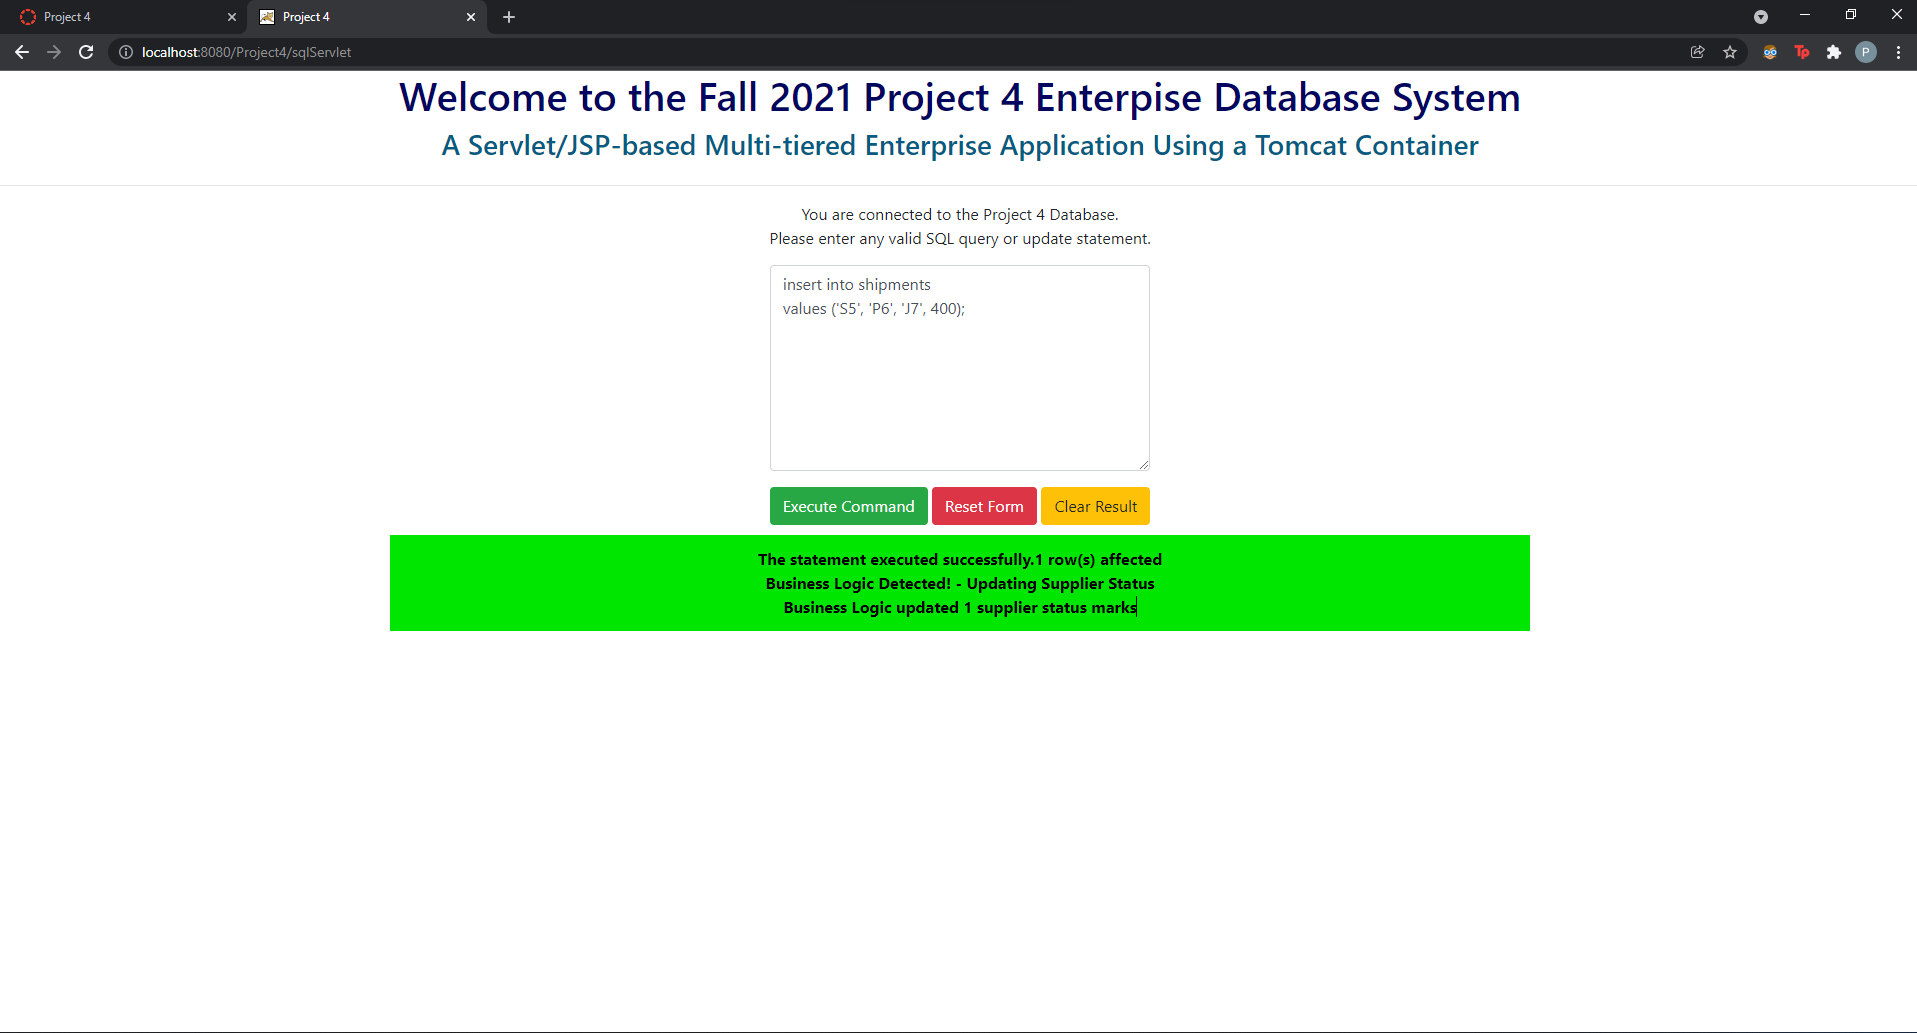 Project 4
Project 4
localhost:8080/Project4/sqlServlet
Tp
P
Welcome to the Fall 2021 Project 4 Enterpise Database System
A Servlet/JSP-based Multi-tiered Enterprise Application Using a Tomcat Container
You are connected to the Project 4 Database.
Please enter any valid SQL query or update statement.
insert into shipments
values ('S5', 'P6', 'J7', 400);
Execute Command Reset Form Clear Result
The statement executed successfully.1 row(s) affected
Business Logic Detected! - Updating Supplier Status
Business Logic updated 1 supplier status marks